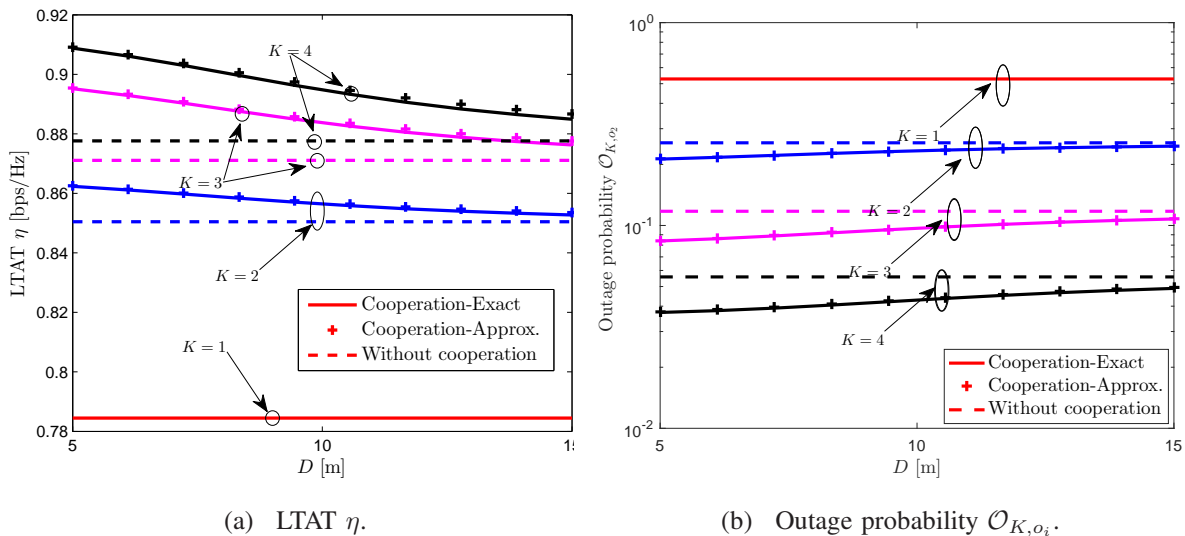 0.92
0.9
0.88
0.86
0.84
0.82
0.8
0.78
LTAT η [bps/Hz]
K = 4
K = 3
K = 2
K = 1
Cooperation-Exact
Cooperation-Approx.
Without cooperation
5
10
15
D [m]
(a) LTAT η.
10^0
10^-1
10^-2
Outage probability 𝒪_{K,o_2}
K = 1
K = 2
K = 3
K = 4
Cooperation-Exact
Cooperation-Approx.
Without cooperation
5
10
15
D [m]
(b) Outage probability 𝒪_{K,o_i}.